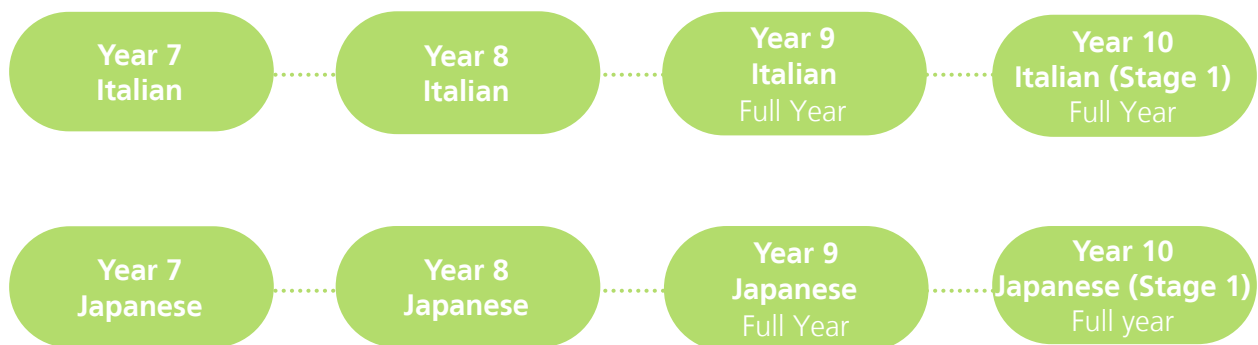 Year 7
Italian
Year 8
Italian
Year 9
Italian
Full Year
Year 10
Italian (Stage 1)
Full Year
Year 7
Japanese
Year 8
Japanese
Year 9
Japanese
Full Year
Year 10
Japanese (Stage 1)
Full year